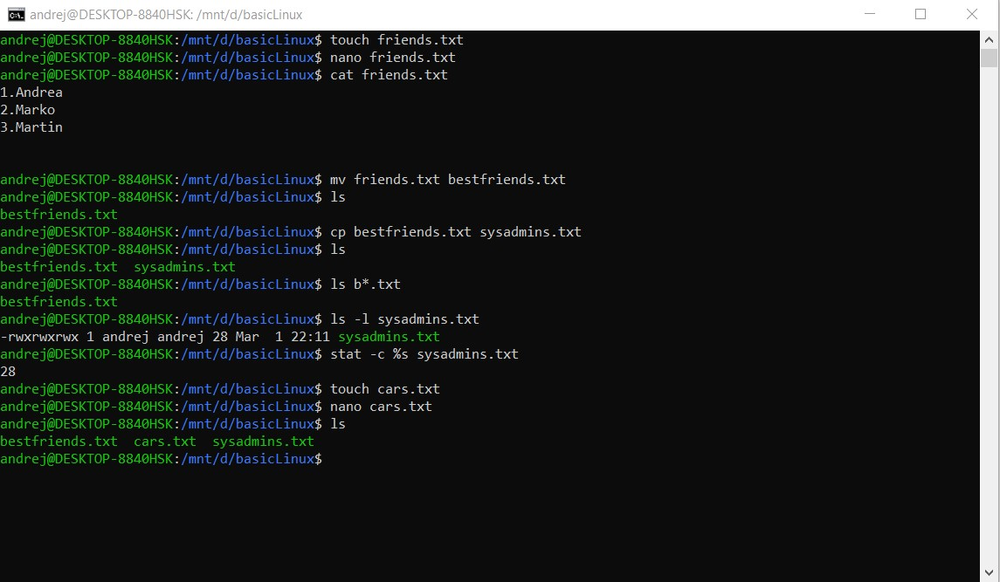 andrej@DESKTOP-8840HSK: /mnt/d/basicLinux
andrej@DESKTOP-8840HSK:/mnt/d/basicLinux$ touch friends.txt
andrej@DESKTOP-8840HSK:/mnt/d/basicLinux$ nano friends.txt
andrej@DESKTOP-8840HSK:/mnt/d/basicLinux$ cat friends.txt
1.Andrea
2.Marko
3.Martin
andrej@DESKTOP-8840HSK:/mnt/d/basicLinux$ mv friends.txt bestfriends.txt
andrej@DESKTOP-8840HSK:/mnt/d/basicLinux$ ls
bestfriends.txt
andrej@DESKTOP-8840HSK:/mnt/d/basicLinux$ cp bestfriends.txt sysadmins.txt
andrej@DESKTOP-8840HSK:/mnt/d/basicLinux$ ls
bestfriends.txt  sysadmins.txt
andrej@DESKTOP-8840HSK:/mnt/d/basicLinux$ ls b*.txt
bestfriends.txt
andrej@DESKTOP-8840HSK:/mnt/d/basicLinux$ ls -l sysadmins.txt
-rwxrwxrwx 1 andrej andrej 28 Mar  1 22:11 sysadmins.txt
andrej@DESKTOP-8840HSK:/mnt/d/basicLinux$ stat -c %s sysadmins.txt
28
andrej@DESKTOP-8840HSK:/mnt/d/basicLinux$ touch cars.txt
andrej@DESKTOP-8840HSK:/mnt/d/basicLinux$ nano cars.txt
andrej@DESKTOP-8840HSK:/mnt/d/basicLinux$ ls
bestfriends.txt  cars.txt  sysadmins.txt
andrej@DESKTOP-8840HSK:/mnt/d/basicLinux$